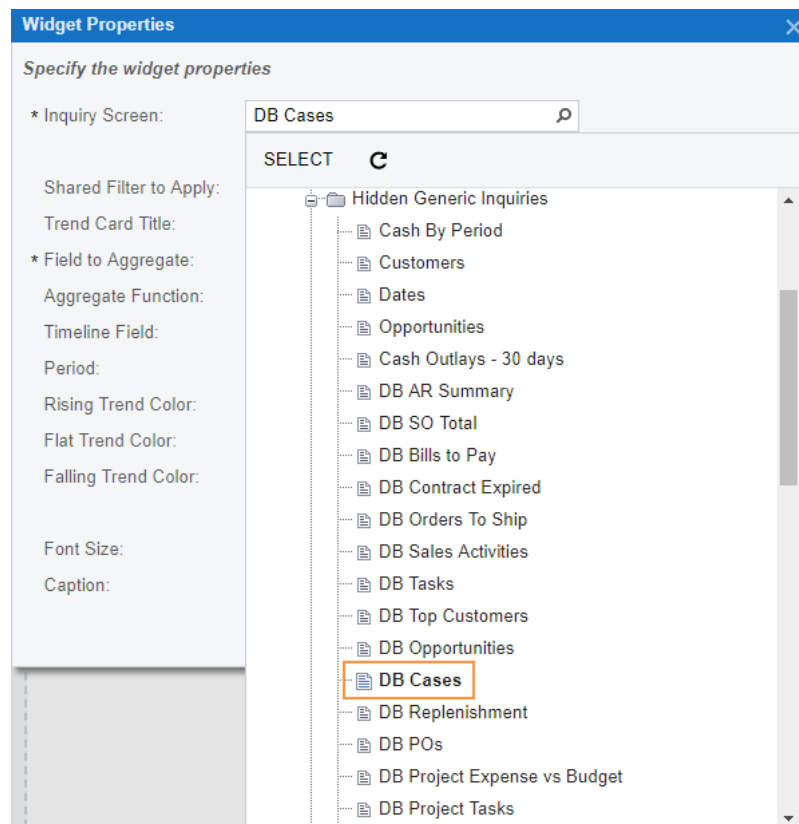 Widget Properties
Specify the widget properties
* Inquiry Screen:
DB Cases
SELECT
Shared Filter to Apply:
Trend Card Title:
* Field to Aggregate:
Aggregate Function:
Timeline Field:
Period:
Rising Trend Color:
Flat Trend Color:
Falling Trend Color:
Font Size:
Caption:
Hidden Generic Inquiries
Cash By Period
Customers
Dates
Opportunities
Cash Outlays - 30 days
DB AR Summary
DB SO Total
DB Bills to Pay
DB Contract Expired
DB Orders To Ship
DB Sales Activities
DB Tasks
DB Top Customers
DB Opportunities
DB Cases
DB Replenishment
DB POs
DB Project Expense vs Budget
DB Project Tasks